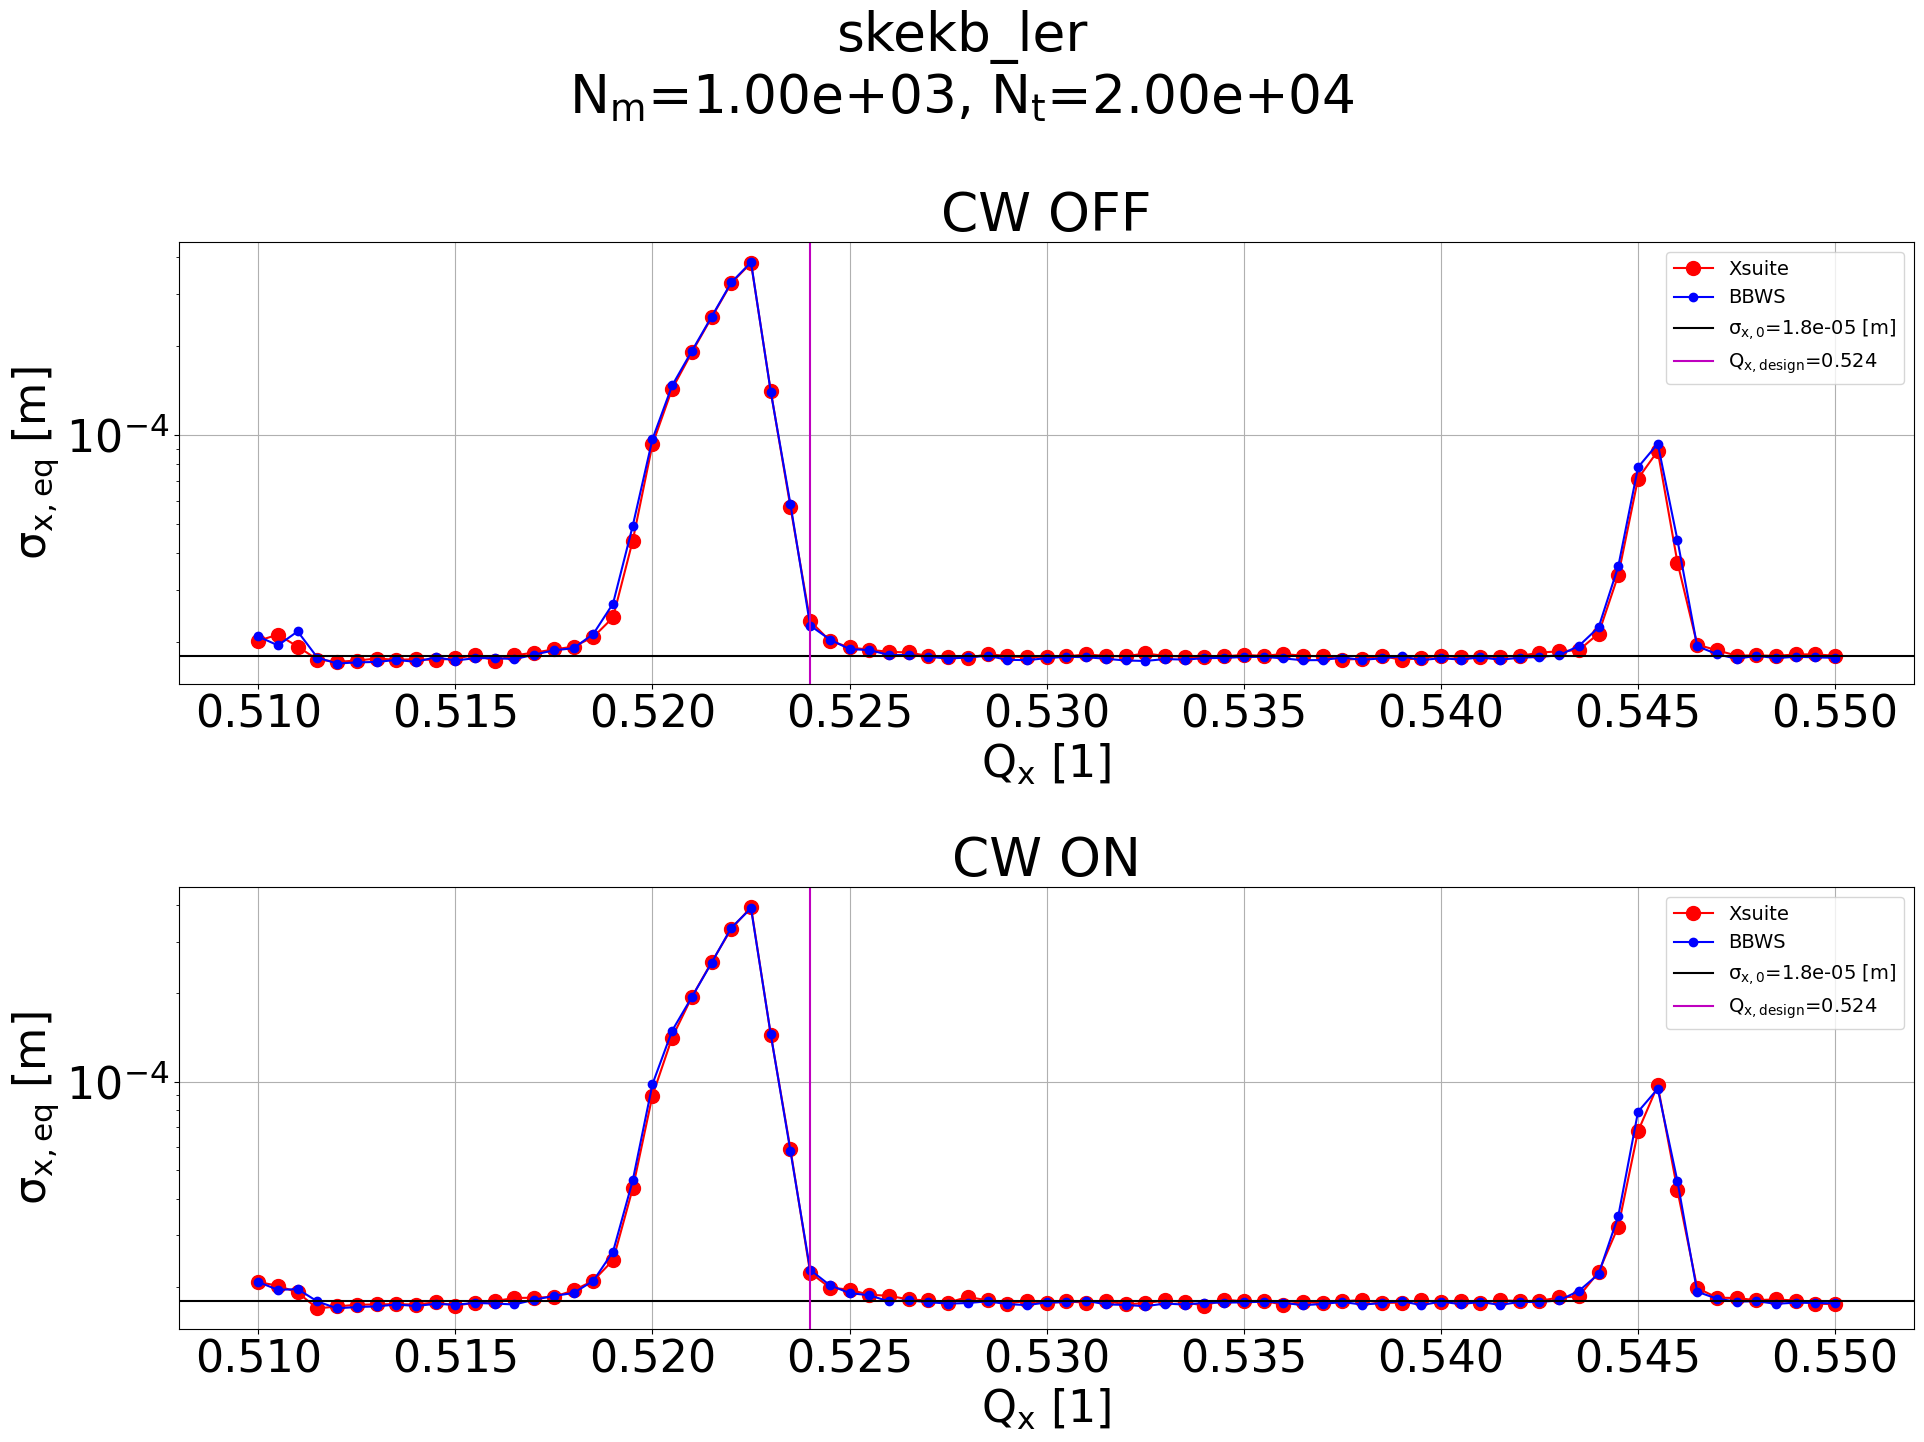 skekb_ler
Nm=1.00e+03, Nt=2.00e+04
CW OFF
σx, eq [m]
10−4
Xsuite
BBWS
σx, 0=1.8e-05 [m]
Qx, design=0.524
0.510 0.515 0.520 0.525 0.530 0.535 0.540 0.545 0.550
Qx [1]
CW ON
σx, eq [m]
10−4
Xsuite
BBWS
σx, 0=1.8e-05 [m]
Qx, design=0.524
0.510 0.515 0.520 0.525 0.530 0.535 0.540 0.545 0.550
Qx [1]